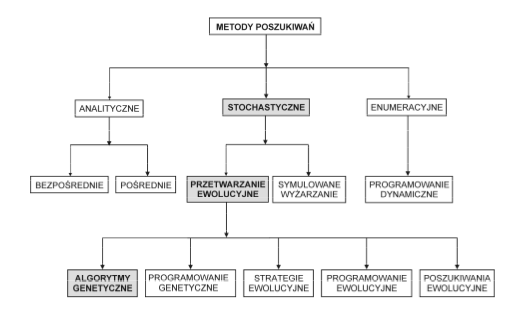 METODY POSZUKIWAŃ
ANALITYCZNE
STOCHASTYCZNE
ENUMERACYJNE
BEZPOŚREDNIE
POŚREDNIE
PRZETWARZANIE
EWOLUCYJNE
SYMULOWANE
WYŻARZANIE
PROGRAMOWANIE
DYNAMICZNE
ALGORYTMY
GENETYCZNE
PROGRAMOWANIE
GENETYCZNE
STRATEGIE
EWOLUCYJNE
PROGRAMOWANIE
EWOLUCYJNE
POSZUKIWANIA
EWOLUCYJNE